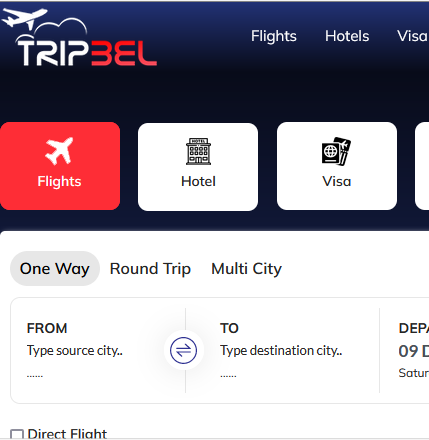 TRIPBEL
Flights Hotels Visa
HOTEL
Flights Hotel Visa
One Way Round Trip Multi City
FROM TO DEPA
Type source city.. Type destination city.. 09 D
...... ...... Satur
Direct Flight